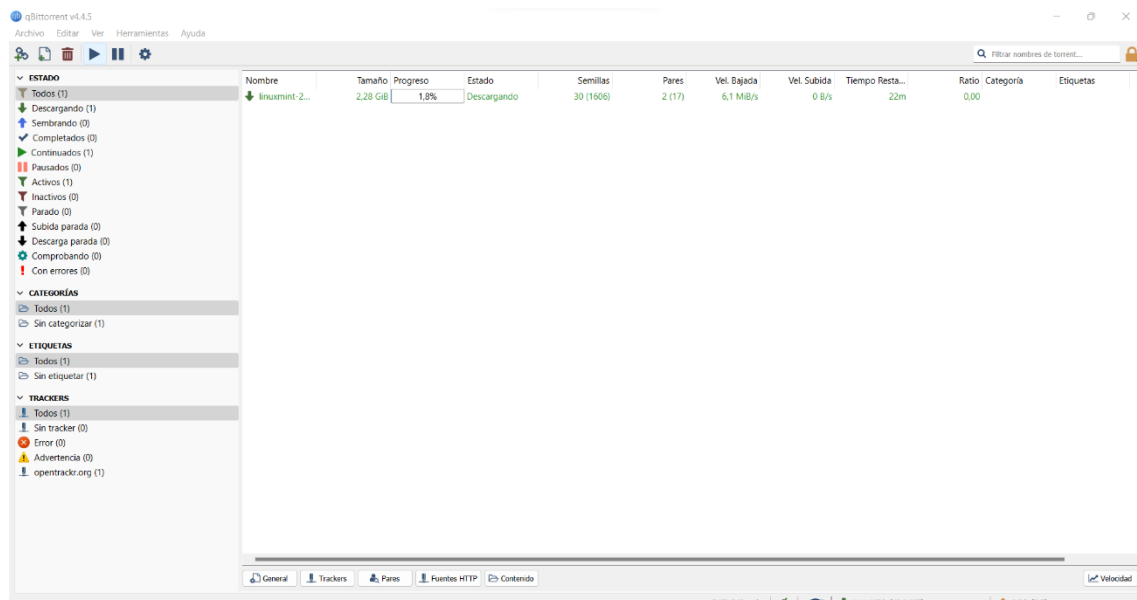 qBittorrent v4.4.5
Archivo Editar Ver Herramientas Ayuda
Filtrar nombres de torrent...
ESTADO
Todos (1)
Descargando (1)
Sembrando (0)
Completados (0)
Continuados (1)
Pausados (0)
Activos (1)
Inactivos (0)
Parado (0)
Subida parada (0)
Descarga parada (0)
Comprobando (0)
Con errores (0)
CATEGORÍAS
Todos (1)
Sin categorizar (1)
ETIQUETAS
Todos (1)
Sin etiquetar (1)
TRACKERS
Todos (1)
Sin tracker (0)
Error (0)
Advertencia (0)
opentrackr.org (1)
Nombre Tamaño Progreso Estado Semillas Pares Vel. Bajada Vel. Subida Tiempo Resta... Ratio Categoría Etiquetas
linuxmint-2... 2,28 GiB 1,8% Descargando 30 (1606) 2 (17) 6,1 MiB/s 0 B/s 22m 0,00
General Trackers Pares Fuentes HTTP Contenido Velocidad